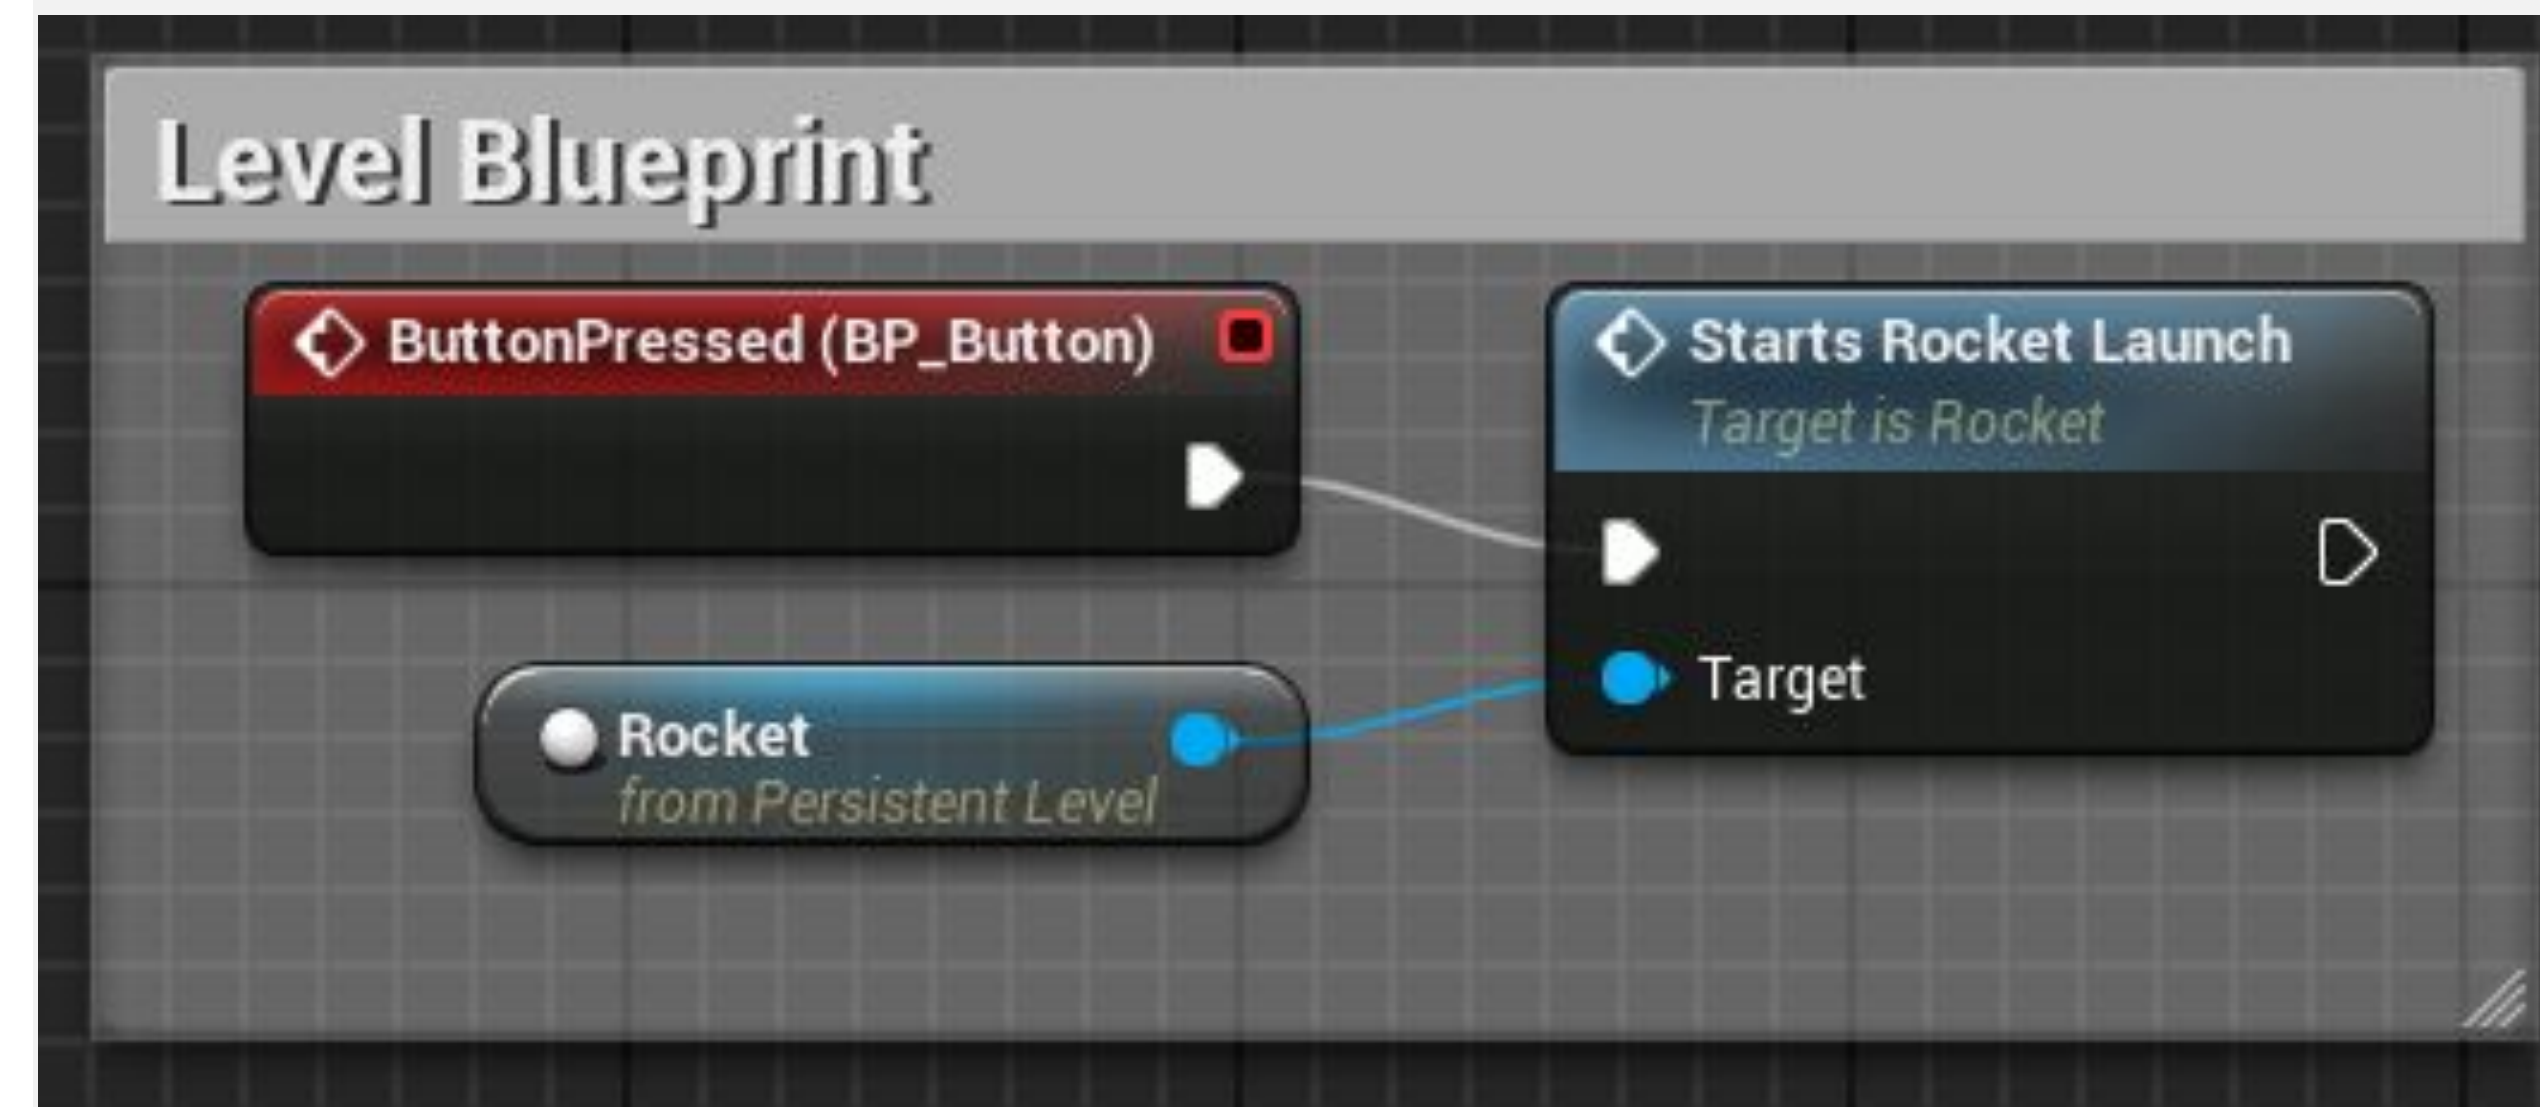 Level Blueprint
ButtonPressed (BP_Button)
Starts Rocket Launch
Target is Rocket
Target
Rocket
from Persistent Level